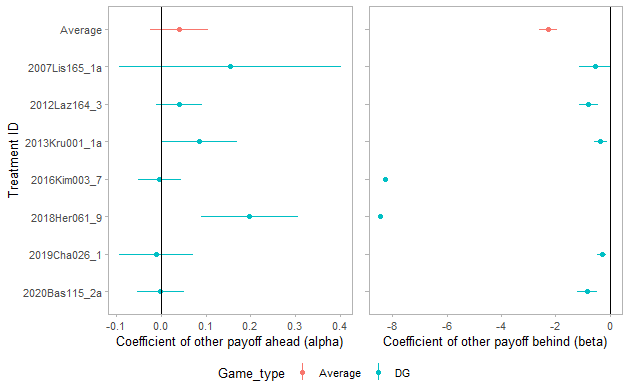 Average
2007Lis165_1a
2012Laz164_3
2013Kru001_1a
2016Kim003_7
2018Her061_9
2019Cha026_1
2020Bas115_2a
Treatment ID
-0.1 0.0 0.1 0.2 0.3 0.4
-8 -6 -4 -2 0
Coefficient of other payoff ahead (alpha)
Coefficient of other payoff behind (beta)
Game_type Average DG